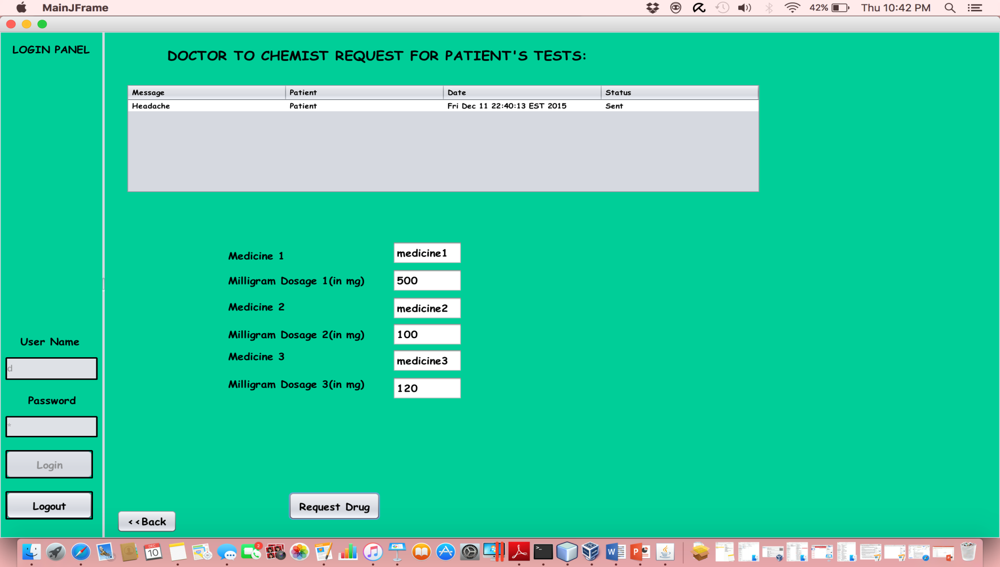 MainJFrame 42% Thu 10:42 PM
LOGIN PANEL
DOCTOR TO CHEMIST REQUEST FOR PATIENT'S TESTS:
Message Patient Date Status
Headache Patient Fri Dec 11 22:40:13 EST 2015 Sent
Medicine 1 medicine1
Milligram Dosage 1(in mg) 500
Medicine 2 medicine2
Milligram Dosage 2(in mg) 100
Medicine 3 medicine3
Milligram Dosage 3(in mg) 120
User Name
d
Password
*
Login
Logout
Request Drug
<<Back
DEC
10
2
W
P